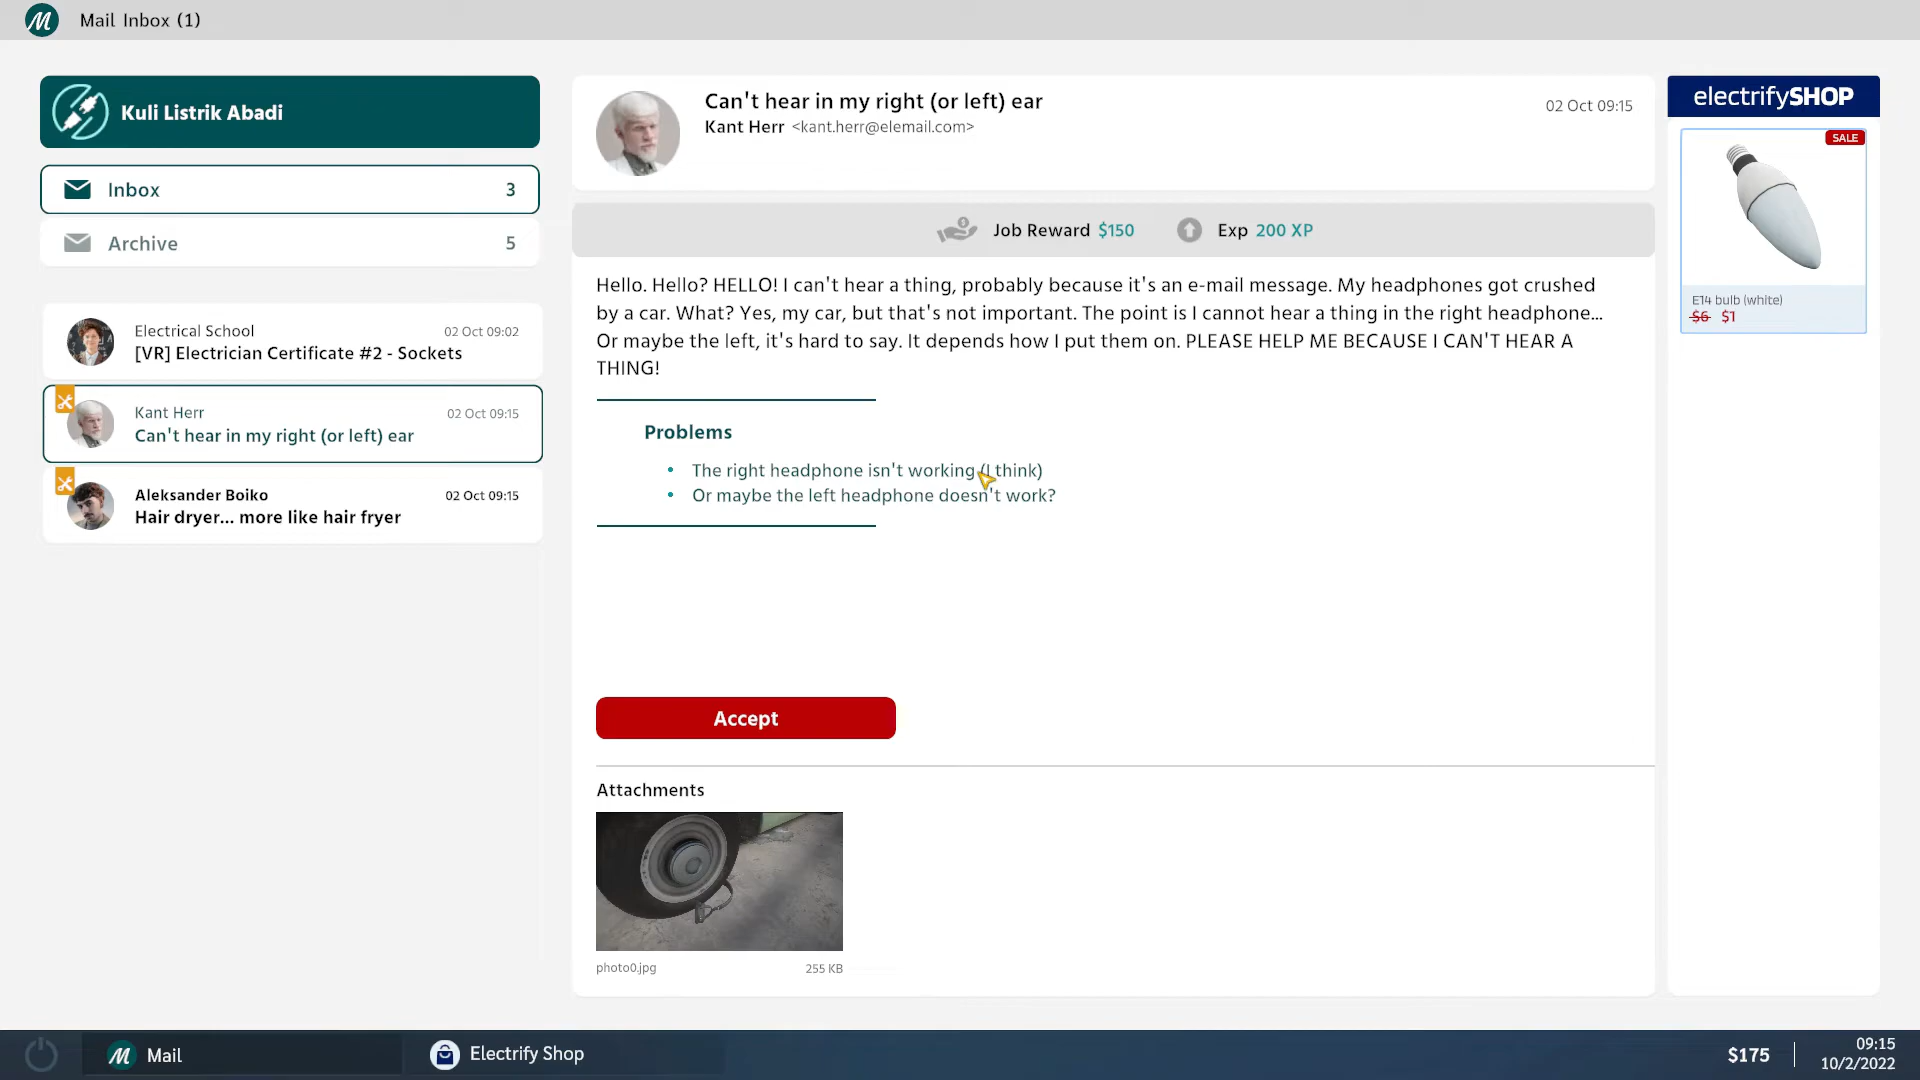 Mail Inbox (1)
Kuli Listrik Abadi
Inbox 3
Archive 5
Electrical School 02 Oct 09:02
[VR] Electrician Certificate #2 - Sockets
Kant Herr 02 Oct 09:15
Can't hear in my right (or left) ear
Aleksander Boiko 02 Oct 09:15
Hair dryer... more like hair fryer
Can't hear in my right (or left) ear
Kant Herr <kant.herr@elemail.com>
02 Oct 09:15
Job Reward $150 Exp 200 XP
Hello. Hello? HELLO! I can't hear a thing, probably because it's an e-mail message. My headphones got crushed
by a car. What? Yes, my car, but that's not important. The point is I cannot hear a thing in the right headphone...
Or maybe the left, it's hard to say. It depends how I put them on. PLEASE HELP ME BECAUSE I CAN'T HEAR A
THING!
Problems
• The right headphone isn't working (I think)
• Or maybe the left headphone doesn't work?
Accept
Attachments
photo0.jpg 255 KB
electrifySHOP
SALE
E14 bulb (white)
$6 $1
Mail
Electrify Shop
$175
09:15
10/2/2022